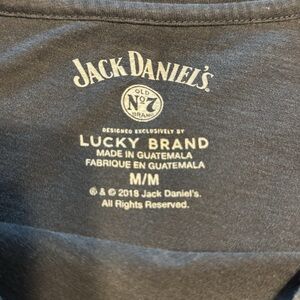 JACK DANIEL'S
OLD
Nº7
BRAND
DESIGNED EXCLUSIVELY BY
LUCKY BRAND
MADE IN GUATEMALA
FABRIQUE EN GUATEMALA
M/M
® & © 2018 Jack Daniel's.
All Rights Reserved.